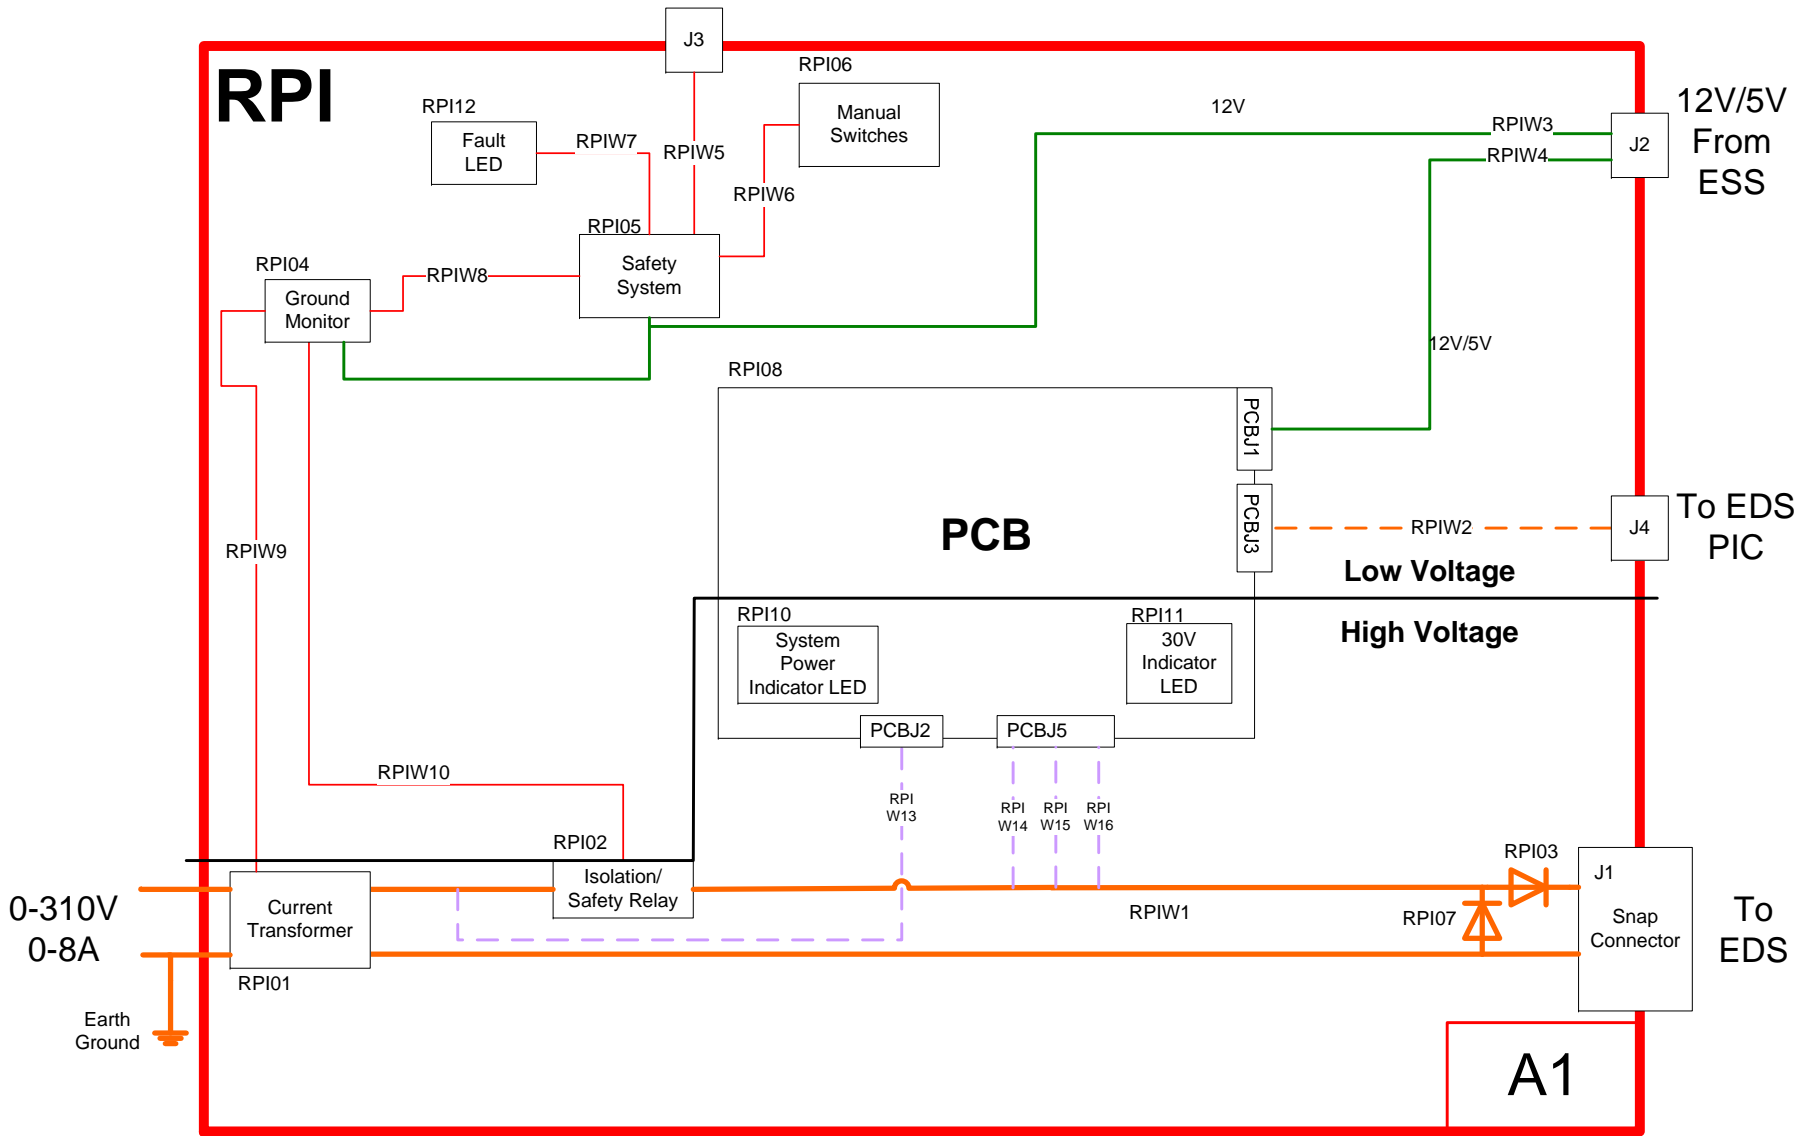 J3
RPI
RPI06
Manual
Switches
RPI12
Fault
LED
RPIW7
RPIW5
RPIW6
12V
RPIW3
RPIW4
J2
12V/5V
From
ESS
RPI05
Safety
System
RPI04
Ground
Monitor
RPIW8
12V/5V
RPI08
PCBJ1
PCBJ3
PCB
RPIW2
J4
To EDS
PIC
Low Voltage
High Voltage
RPIW9
RPI10
System
Power
Indicator LED
RPI11
30V
Indicator
LED
PCBJ2
PCBJ5
RPIW10
RPI
W13
RPI
W14
RPI
W15
RPI
W16
RPI02
Isolation/
Safety Relay
RPI03
RPI07
RPIW1
J1
Snap
Connector
To
EDS
0-310V
0-8A
Current
Transformer
RPI01
Earth
Ground
A1